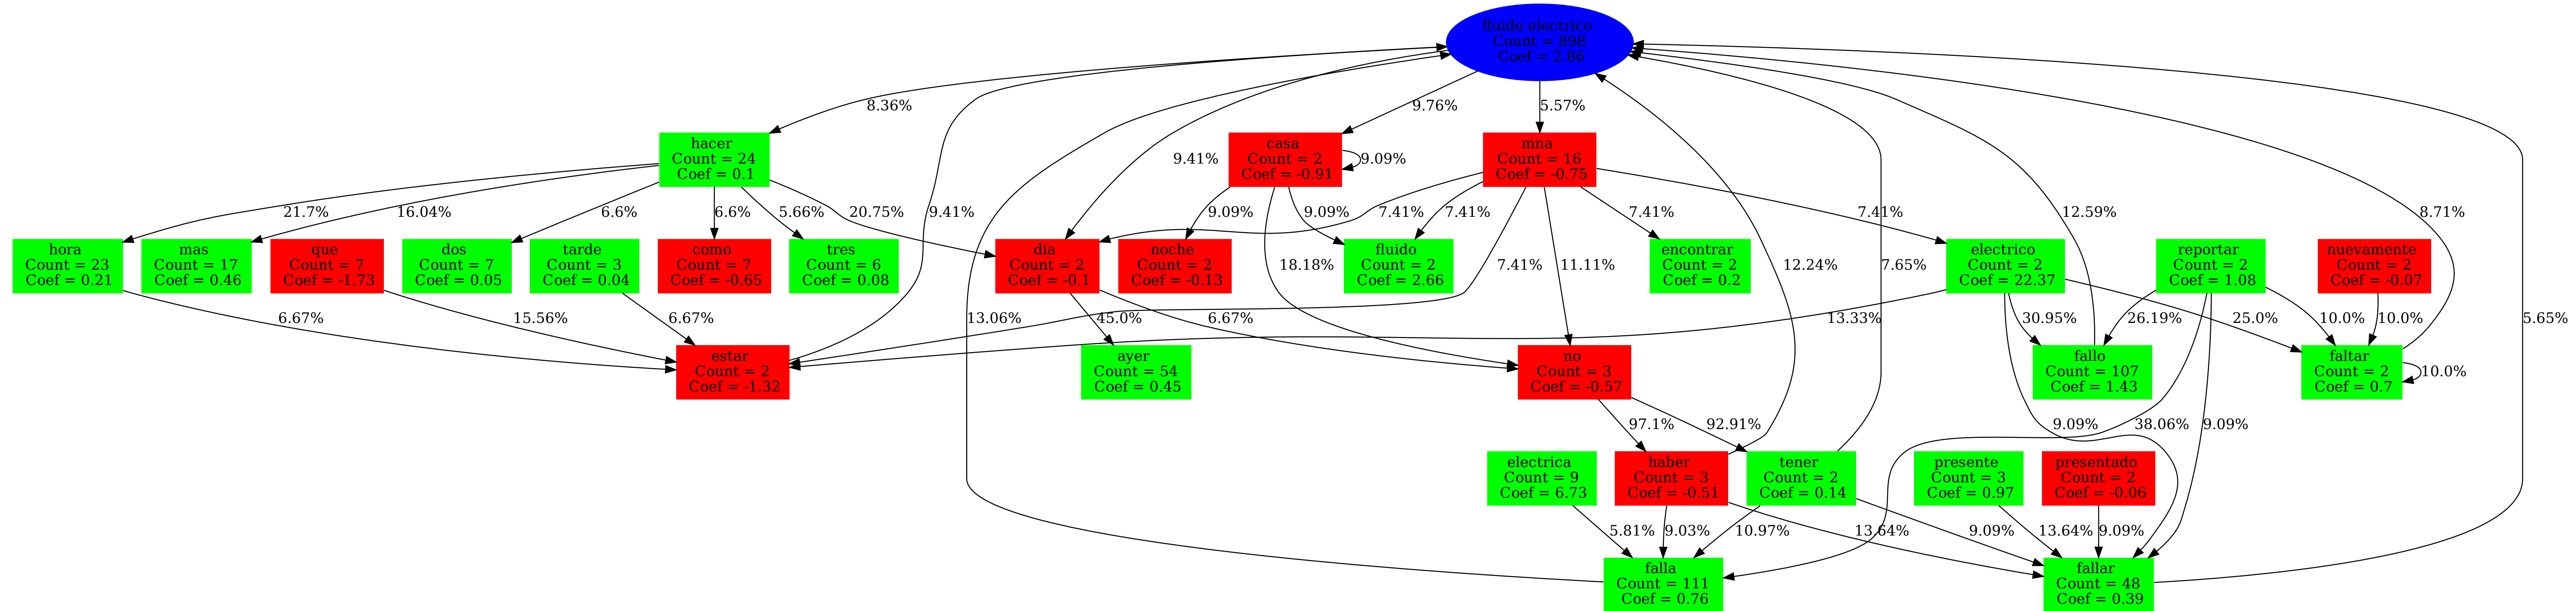 fluido electrico
Count = 898
Coef = 2.86
8.36%
9.76%
5.57%
hacer
Count = 24
Coef = 0.1
9.41%
casa
Count = 2
Coef = -0.91
9.09%
mna
Count = 16
Coef = -0.75
21.7%
16.04%
6.6%
6.6%
5.66%
20.75%
9.41%
9.09%
9.09%
7.41%
7.41%
7.41%
7.41%
12.59%
8.71%
hora
Count = 23
Coef = 0.21
mas
Count = 17
Coef = 0.46
que
Count = 7
Coef = -1.73
dos
Count = 7
Coef = 0.05
tarde
Count = 3
Coef = 0.04
como
Count = 7
Coef = -0.65
tres
Count = 6
Coef = 0.08
dia
Count = 2
Coef = -0.1
noche
Count = 2
Coef = -0.13
18.18%
fluido
Count = 2
Coef = 2.66
7.41%
11.11%
encontrar
Count = 2
Coef = 0.2
12.24%
7.65%
electrico
Count = 2
Coef = 22.37
reportar
Count = 2
Coef = 1.08
nuevamente
Count = 2
Coef = -0.07
6.67%
15.56%
6.67%
13.06%
45.0%
6.67%
13.33%
30.95%
26.19%
25.0%
10.0%
10.0%
5.65%
estar
Count = 2
Coef = -1.32
ayer
Count = 54
Coef = 0.45
no
Count = 3
Coef = -0.57
fallo
Count = 107
Coef = 1.43
faltar
Count = 2
Coef = 0.7
10.0%
97.1%
92.91%
9.09%
38.06%
9.09%
electrica
Count = 9
Coef = 6.73
haber
Count = 3
Coef = -0.51
tener
Count = 2
Coef = 0.14
presente
Count = 3
Coef = 0.97
presentado
Count = 2
Coef = -0.06
5.81%
9.03%
10.97%
13.64%
9.09%
13.64%
9.09%
falla
Count = 111
Coef = 0.76
fallar
Count = 48
Coef = 0.39